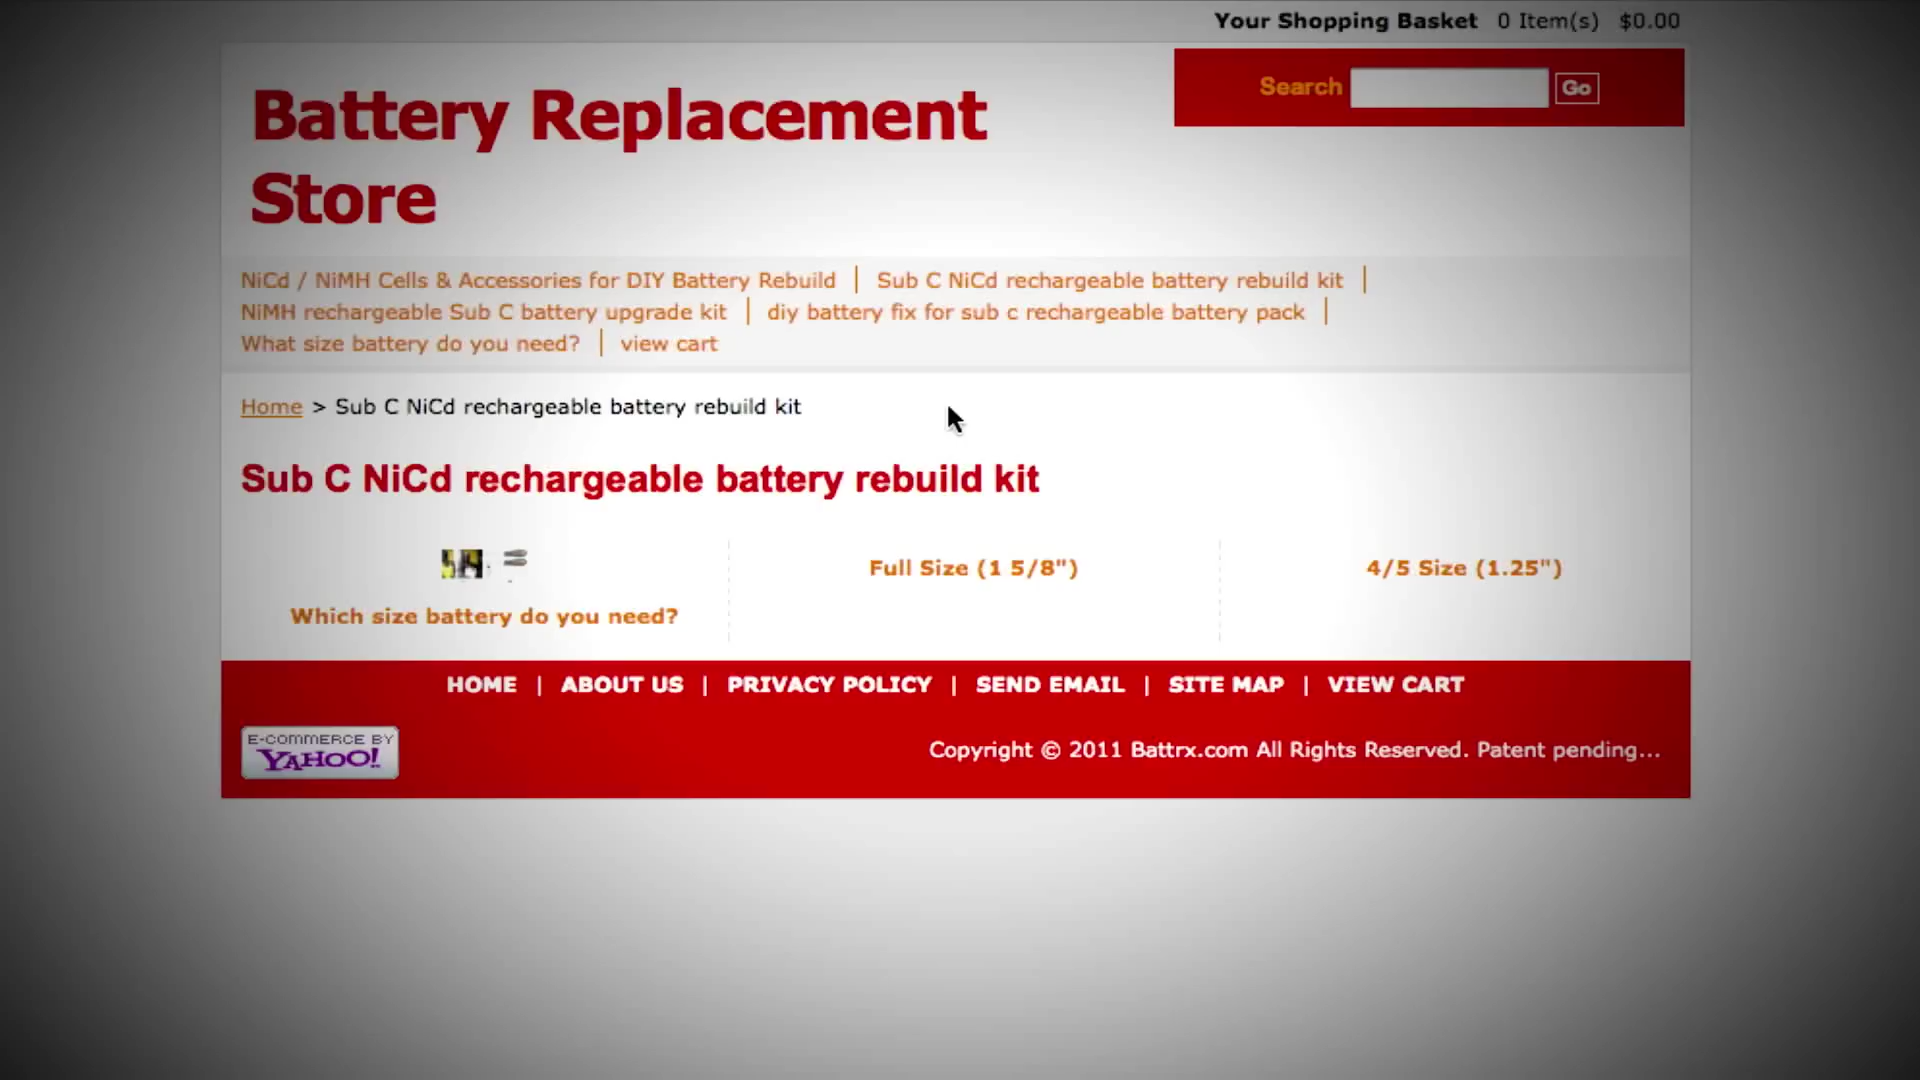 Your Shopping Basket 0 Item(s) $0.00
Search Go
Battery Replacement
Store
NiCd / NiMH Cells & Accessories for DIY Battery Rebuild | Sub C NiCd rechargeable battery rebuild kit |
NiMH rechargeable Sub C battery upgrade kit | diy battery fix for sub c rechargeable battery pack |
What size battery do you need? | view cart
Home > Sub C NiCd rechargeable battery rebuild kit
Sub C NiCd rechargeable battery rebuild kit
Which size battery do you need?
Full Size (1 5/8")
4/5 Size (1.25")
HOME | ABOUT US | PRIVACY POLICY | SEND EMAIL | SITE MAP | VIEW CART
E-COMMERCE BY
YAHOO!
Copyright © 2011 Battrx.com All Rights Reserved. Patent pending...